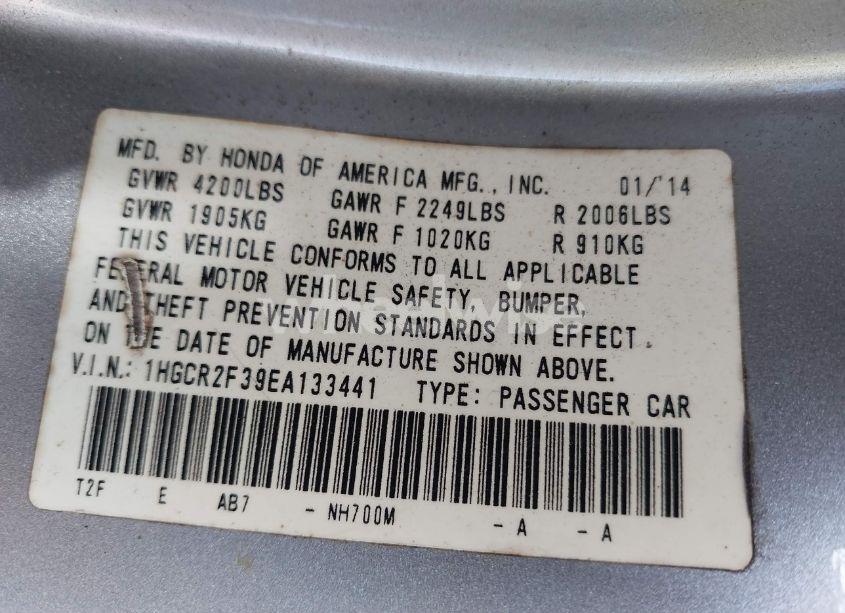 MFD. BY HONDA OF AMERICA MFG., INC. 01/'14
GVWR 4200LBS GAWR F 2249LBS R 2006LBS
GVWR 1905KG GAWR F 1020KG R 910KG
THIS VEHICLE CONFORMS TO ALL APPLICABLE
FEDERAL MOTOR VEHICLE SAFETY, BUMPER,
AND THEFT PREVENTION STANDARDS IN EFFECT
ON THE DATE OF MANUFACTURE SHOWN ABOVE.
V.I.N.: 1HGCR2F39EA133441 TYPE: PASSENGER CAR
T2F E AB7 - NH700M - A - A